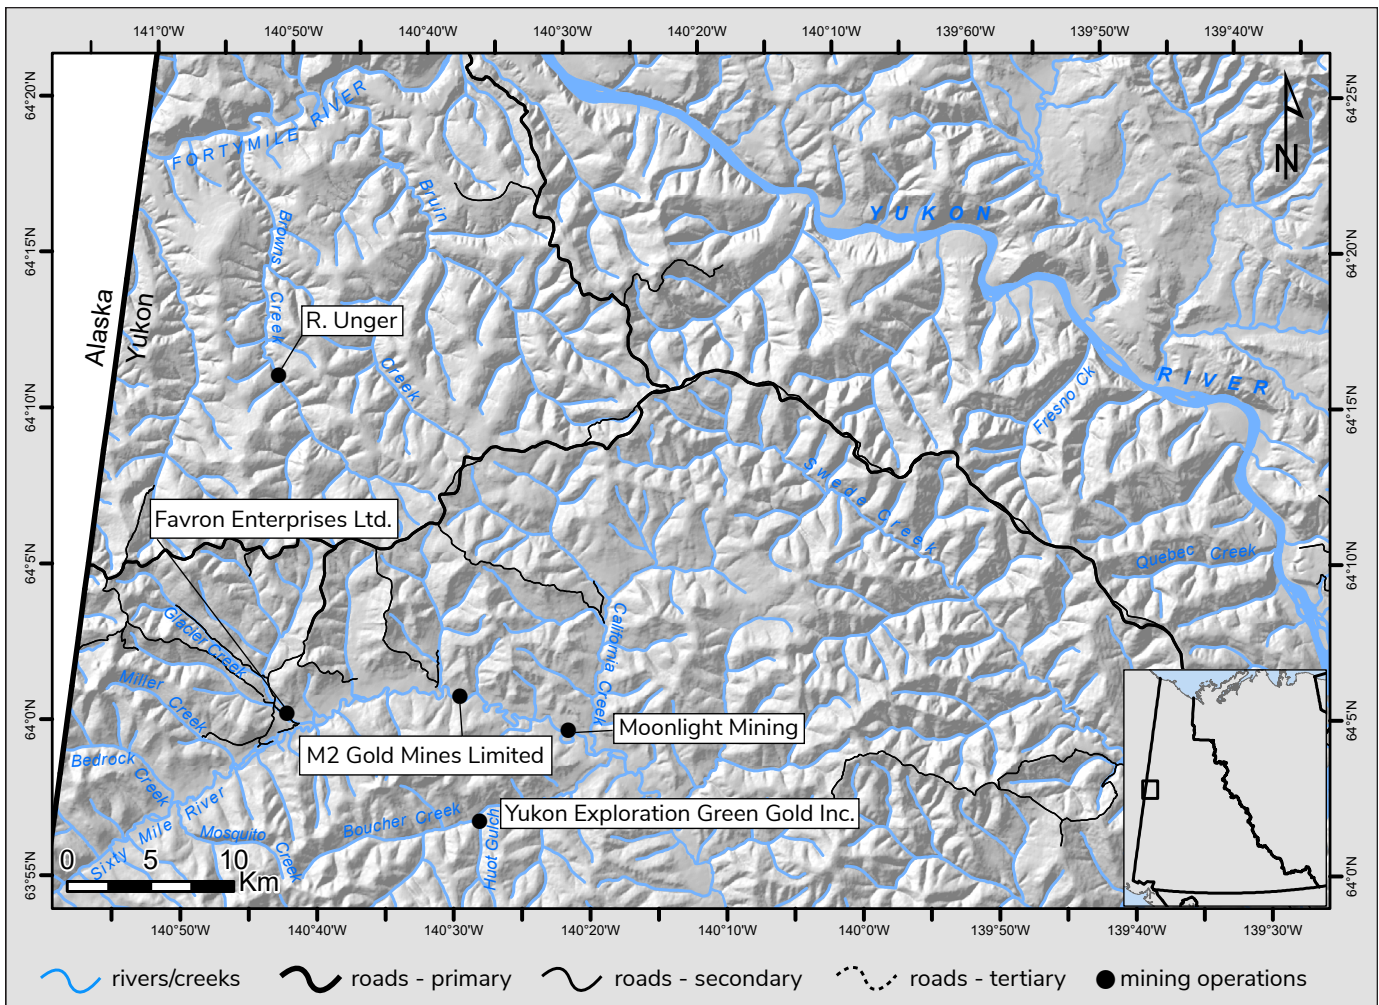 141°0'W 140°50'W 140°40'W 140°30'W 140°20'W 140°10'W 139°60'W 139°50'W 139°40'W
64°20'N
64°25'N
FORTYMILE RIVER
N
Bruin
YUKON
Browns
64°15'N
64°20'N
Alaska
Yukon
Creek
R. Unger
Creek
RIVER
Fresno Ck
64°10'N
64°15'N
Swede Creek
Favron Enterprises Ltd.
Quebec Creek
64°5'N
64°10'N
Glacier Creek
California Creek
Miller
Creek
64°0'N
64°5'N
Moonlight Mining
M2 Gold Mines Limited
Bedrock
Creek
Sixty Mile River
Yukon Exploration Green Gold Inc.
Boucher Creek
Mosquito
Creek
Huot Gulch
63°55'N
64°0'N
0 5 10
Km
140°50'W 140°40'W 140°30'W 140°20'W 140°10'W 140°0'W 139°50'W 139°40'W 139°30'W
rivers/creeks roads - primary roads - secondary roads - tertiary mining operations